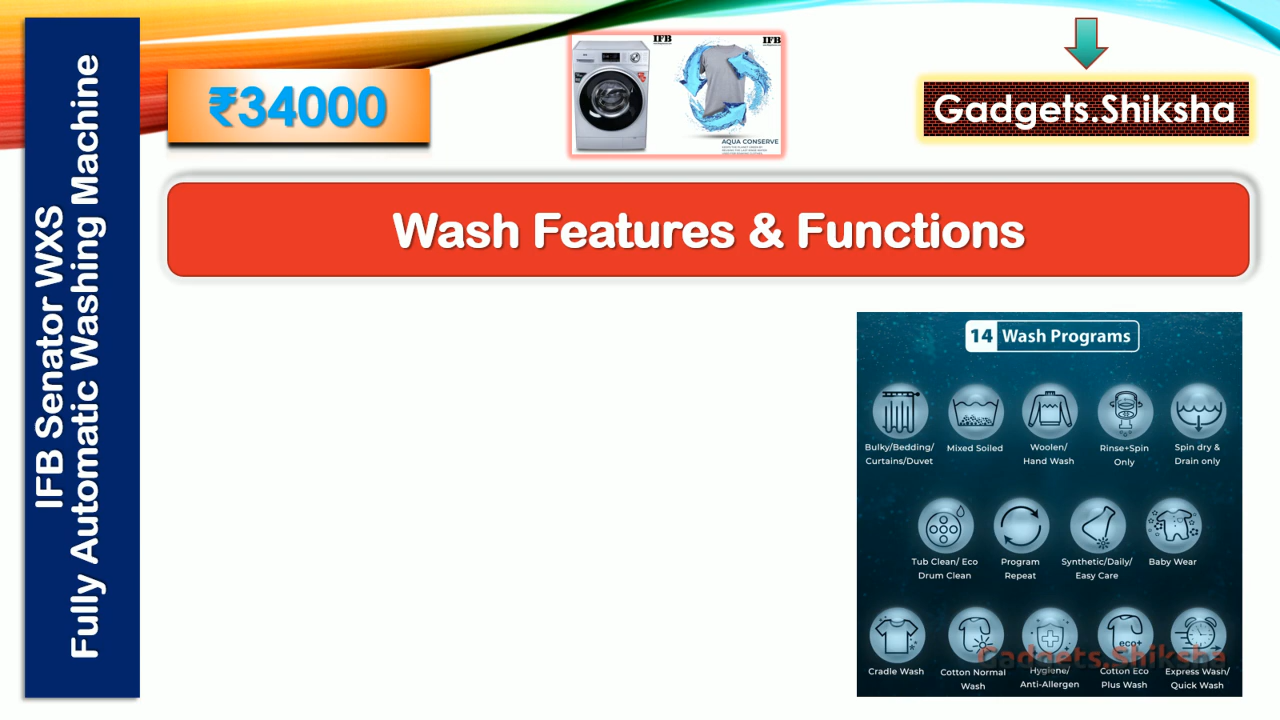 IFB Senator WXS
Fully Automatic Washing Machine
₹34000
IFB
IFB
AQUA CONSERVE
Gadgets.Shiksha
Wash Features & Functions
14 Wash Programs
Bulky/Bedding/
Curtains/Duvet
Mixed Soiled
Woolen/
Hand Wash
Rinse+Spin
Only
Spin dry &
Drain only
Tub Clean/ Eco
Drum Clean
Program
Repeat
Synthetic/Daily/
Easy Care
Baby Wear
eco+
Cradle Wash
Cotton Normal
Wash
Hygiene/
Anti-Allergen
Cotton Eco
Plus Wash
Express Wash/
Quick Wash
Gadgets.Shiksha